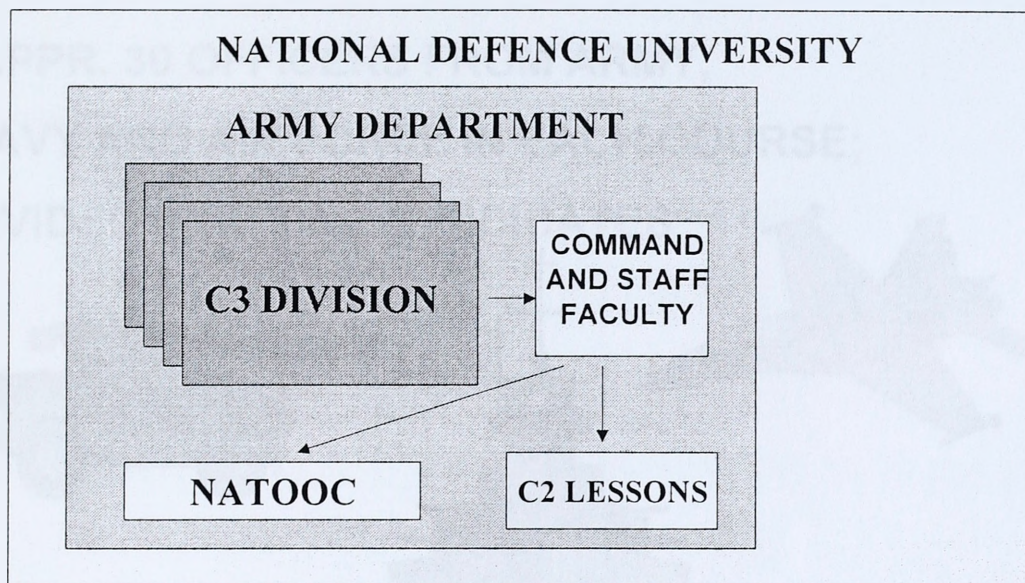 NATIONAL DEFENCE UNIVERSITY
ARMY DEPARTMENT
C3 DIVISION
COMMAND
AND STAFF
FACULTY
NATOOC
C2 LESSONS